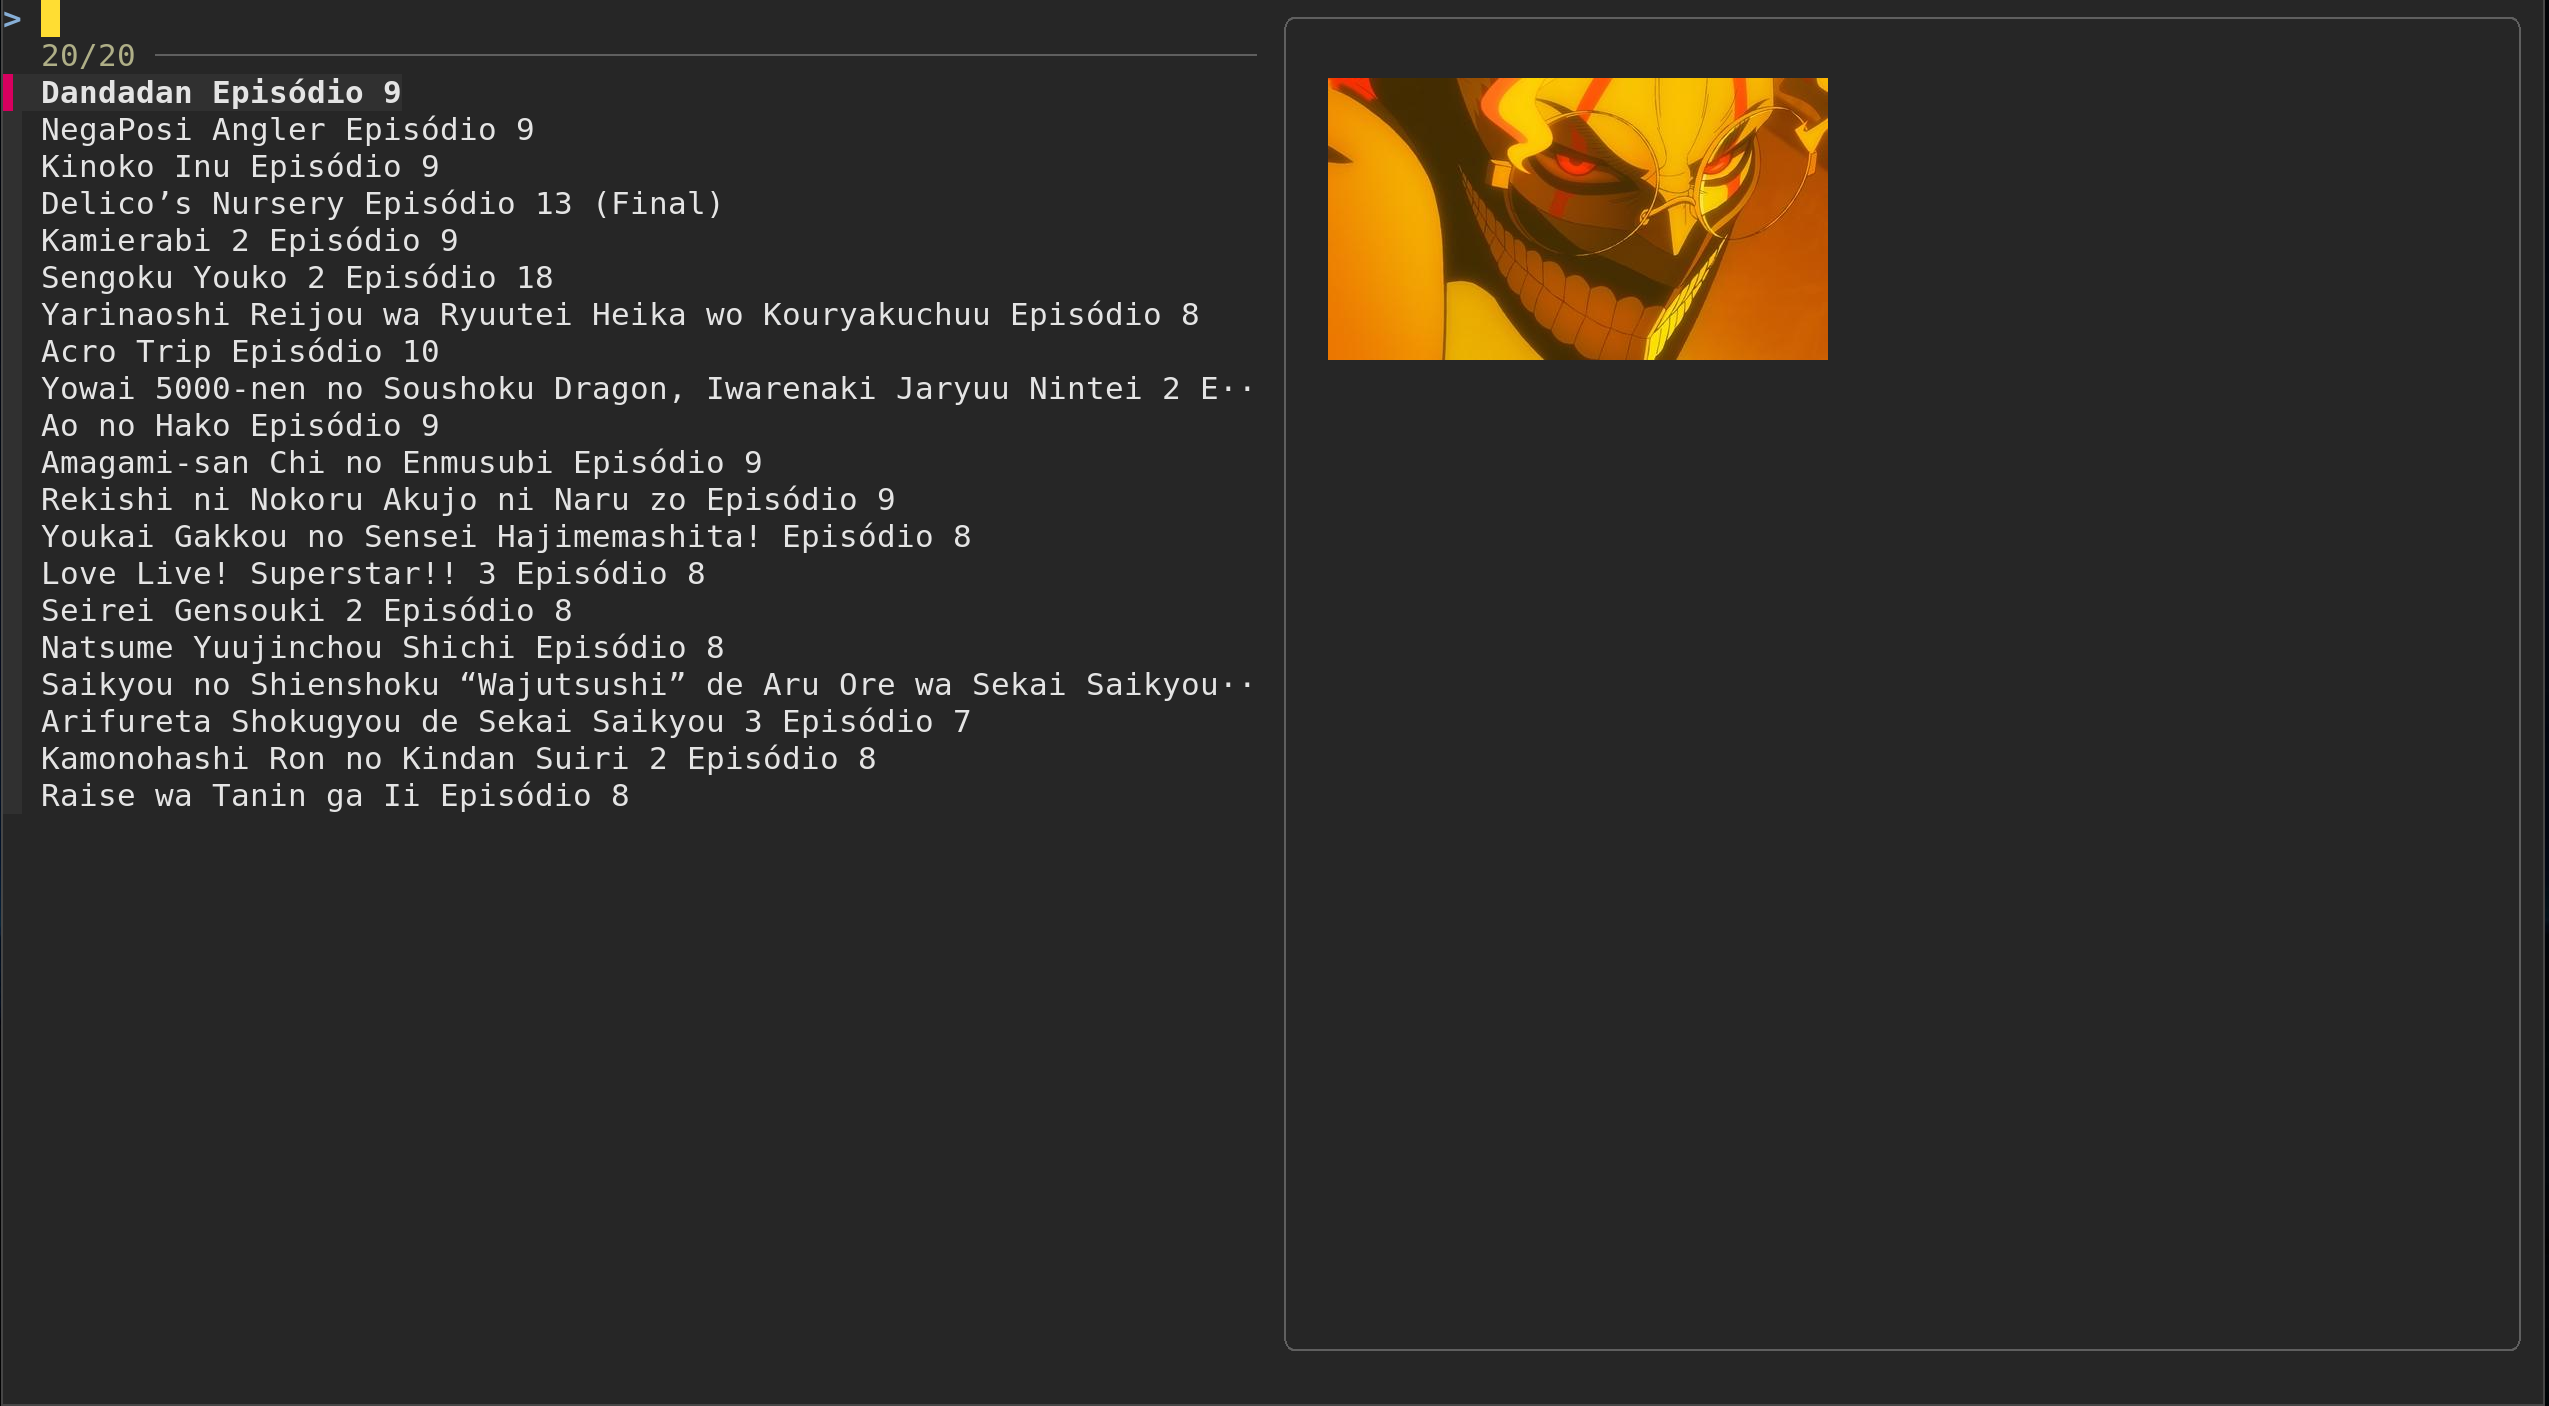 >
20/20
Dandadan Episódio 9
NegaPosi Angler Episódio 9
Kinoko Inu Episódio 9
Delico’s Nursery Episódio 13 (Final)
Kamierabi 2 Episódio 9
Sengoku Youko 2 Episódio 18
Yarinaoshi Reijou wa Ryuutei Heika wo Kouryakuchuu Episódio 8
Acro Trip Episódio 10
Yowai 5000-nen no Soushoku Dragon, Iwarenaki Jaryuu Nintei 2 E··
Ao no Hako Episódio 9
Amagami-san Chi no Enmusubi Episódio 9
Rekishi ni Nokoru Akujo ni Naru zo Episódio 9
Youkai Gakkou no Sensei Hajimemashita! Episódio 8
Love Live! Superstar!! 3 Episódio 8
Seirei Gensouki 2 Episódio 8
Natsume Yuujinchou Shichi Episódio 8
Saikyou no Shienshoku “Wajutsushi” de Aru Ore wa Sekai Saikyou··
Arifureta Shokugyou de Sekai Saikyou 3 Episódio 7
Kamonohashi Ron no Kindan Suiri 2 Episódio 8
Raise wa Tanin ga Ii Episódio 8